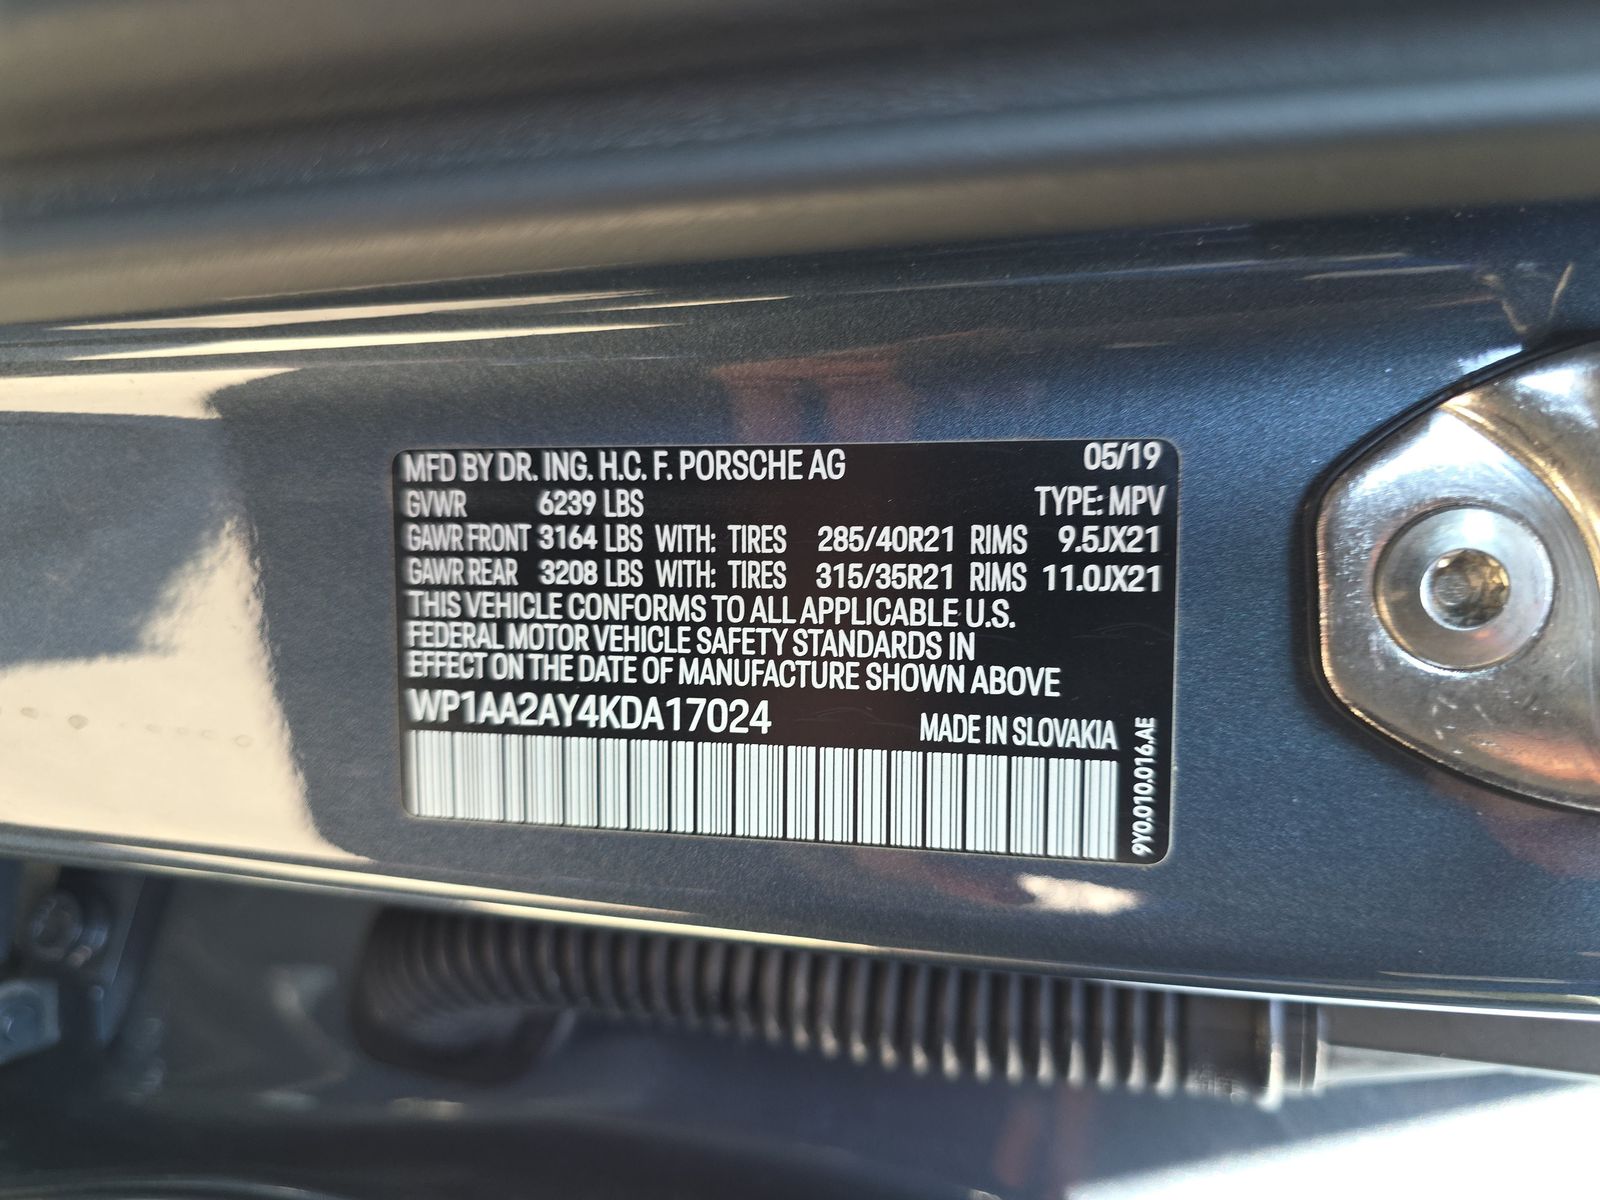 MFD BY DR. ING. H.C. F. PORSCHE AG 05/19
GVWR 6239 LBS TYPE: MPV
GAWR FRONT 3164 LBS WITH: TIRES 285/40R21 RIMS 9.5JX21
GAWR REAR 3208 LBS WITH: TIRES 315/35R21 RIMS 11.0JX21
THIS VEHICLE CONFORMS TO ALL APPLICABLE U.S.
FEDERAL MOTOR VEHICLE SAFETY STANDARDS IN
EFFECT ON THE DATE OF MANUFACTURE SHOWN ABOVE
WP1AA2AY4KDA17024 MADE IN SLOVAKIA
9Y0.010.016.AE